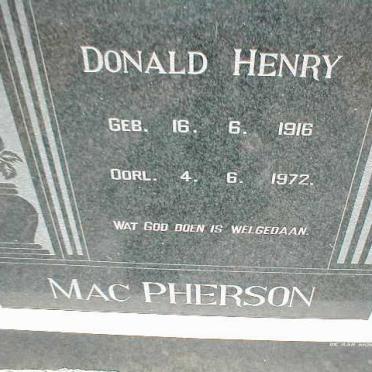 DONALD HENRY
GEB. 16. 6. 1916
OORL. 4. 6. 1972.
WAT GOD DOEN IS WELGEDAAN.
MAC PHERSON